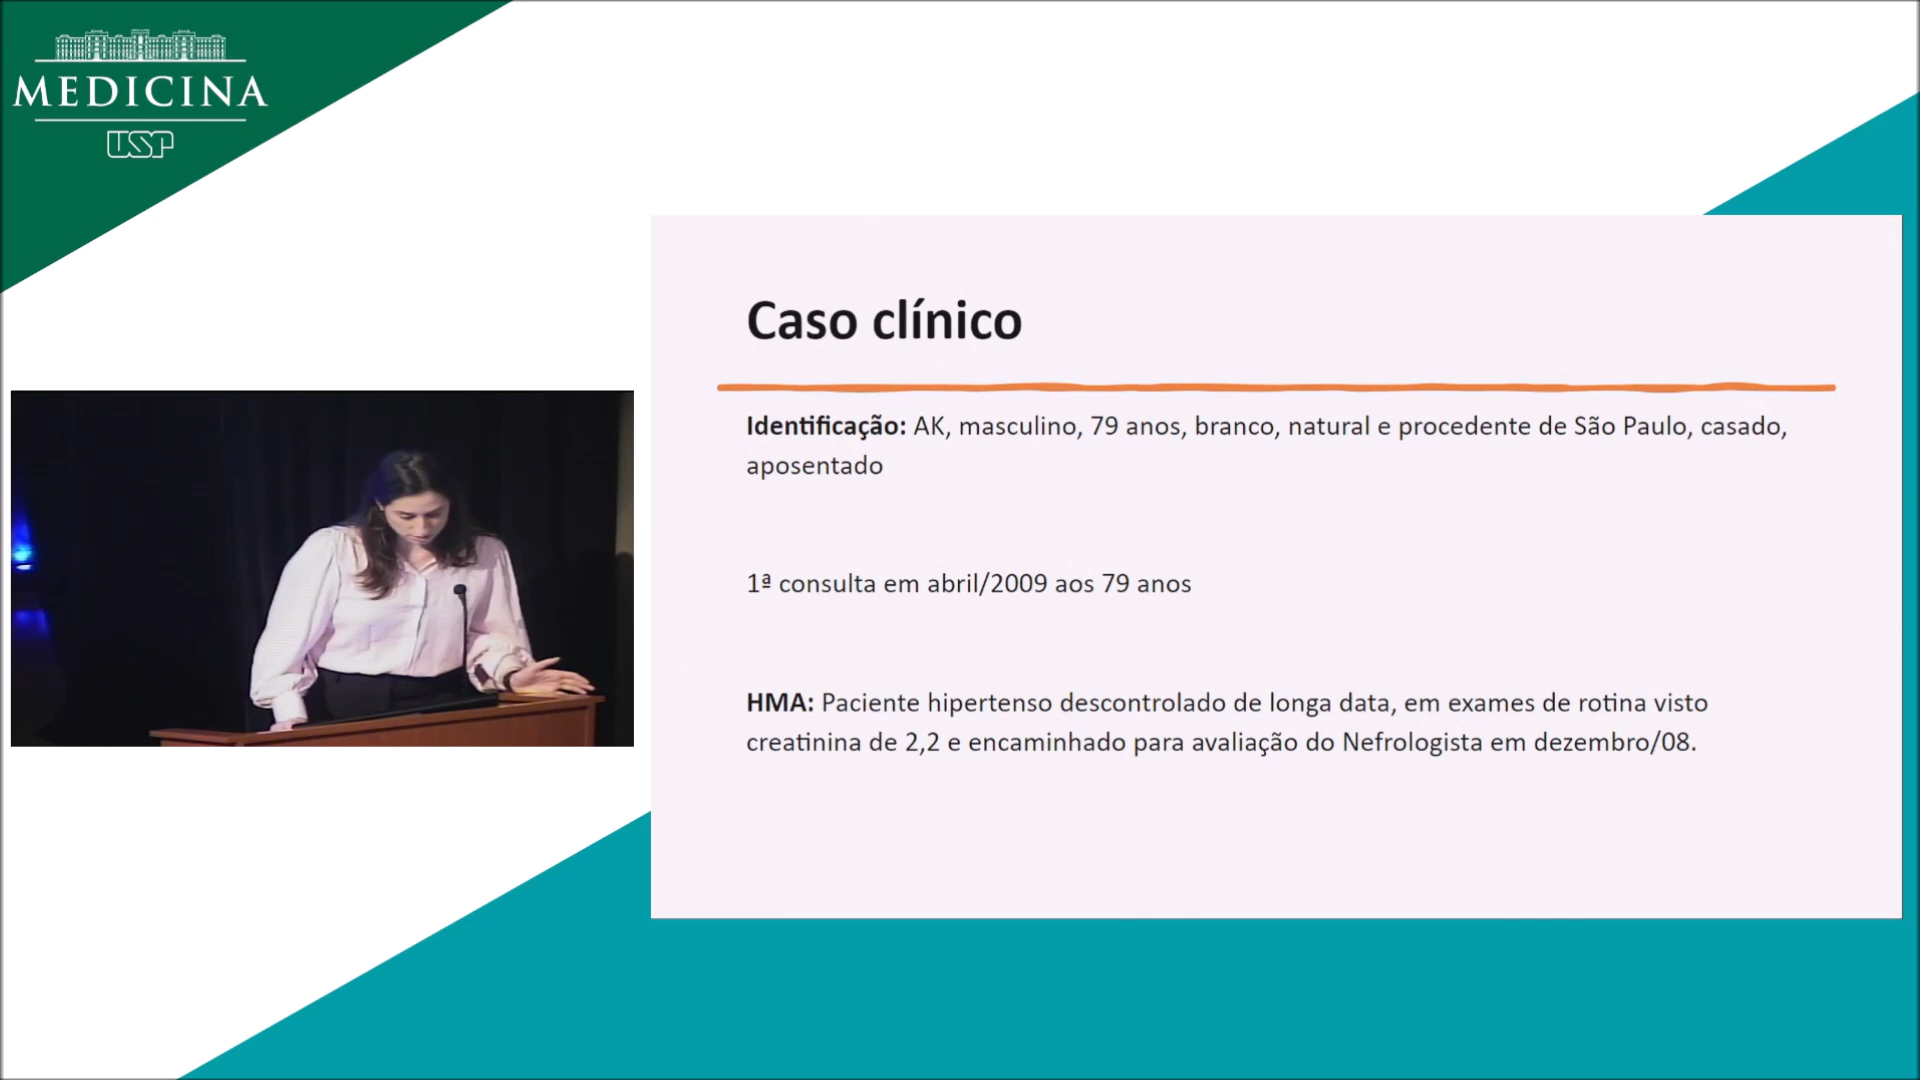 MEDICINA
USP
Caso clínico
Identificação: AK, masculino, 79 anos, branco, natural e procedente de São Paulo, casado,
aposentado
1ª consulta em abril/2009 aos 79 anos
HMA: Paciente hipertenso descontrolado de longa data, em exames de rotina visto
creatinina de 2,2 e encaminhado para avaliação do Nefrologista em dezembro/08.